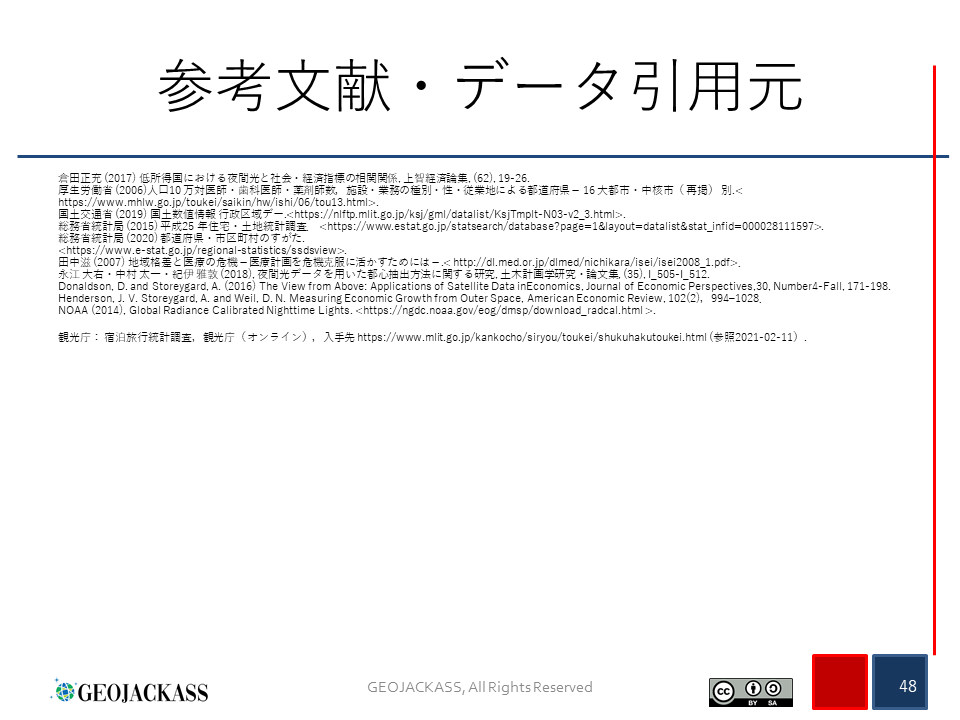 参考文献・データ引用元
倉田正充 (2017) 低所得国における夜間光と社会・経済指標の相関関係. 上智経済論集, (62), 19-26.
厚生労働省 (2006)人口10 万対医師・歯科医師・薬剤師数，施設・業務の種別・性・従業地による都道府県－16 大都市・中核市（ 再掲） 別.<
https://www.mhlw.go.jp/toukei/saikin/hw/ishi/06/tou13.html>.
国土交通省 (2019) 国土数値情報 行政区域デー.<https://nlftp.mlit.go.jp/ksj/gml/datalist/KsjTmplt-N03-v2_3.html>.
総務省統計局 (2015) 平成25 年住宅・土地統計調査． <https://www.estat.go.jp/statsearch/database?page=1&layout=datalist&stat_infid=000028111597>.
総務省統計局 (2020) 都道府県・市区町村のすがた.
<https://www.e-stat.go.jp/regional-statistics/ssdsview>.
田中滋 (2007) 地域格差と医療の危機－医療計画を危機克服に活かすためには－.< http://dl.med.or.jp/dlmed/nichikara/isei/isei2008_1.pdf>.
永江 大右・中村 太一・紀伊 雅敦 (2018), 夜間光データを用いた都心抽出方法に関する研究, 土木計画学研究・論文集, (35), I_505-I_512.
Donaldson, D. and Storeygard, A. (2016) The View from Above: Applications of Satellite Data inEconomics, Journal of Economic Perspectives,30, Number4-Fall, 171-198.
Henderson, J. V. Storeygard, A. and Weil, D. N. Measuring Economic Growth from Outer Space, American Economic Review, 102(2), 994–1028.
NOAA (2014), Global Radiance Calibrated Nighttime Lights. <https://ngdc.noaa.gov/eog/dmsp/download_radcal.html >.
観光庁： 宿泊旅行統計調査，観光庁（オンライン），入手先 https://www.mlit.go.jp/kankocho/siryou/toukei/shukuhakutoukei.html (参照2021-02-11）.
GEOJACKASS
GEOJACKASS, All Rights Reserved
cc BY SA
48